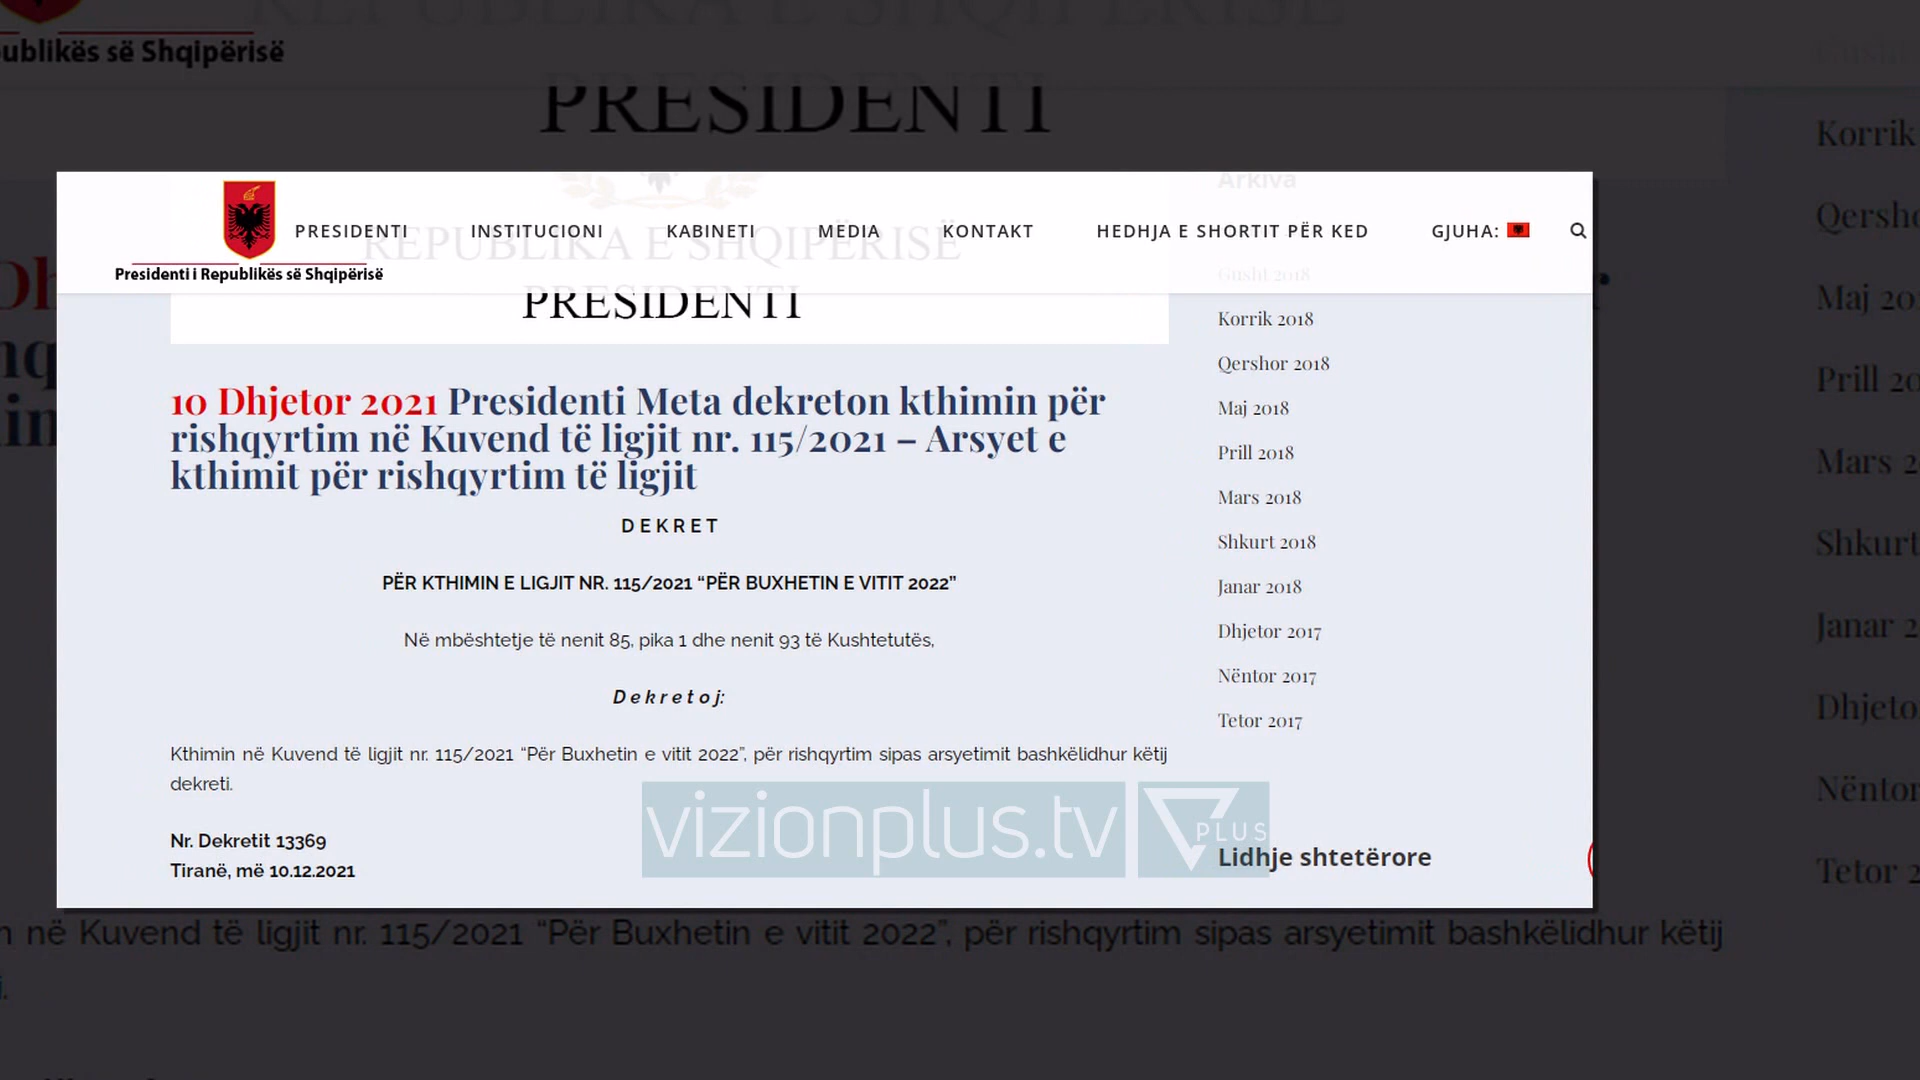 REPUBLIKA E SHQIPËRISË
ublikës së Shqipërisë
PRESIDENTI
Korrik
Maj 20
Prill 20
Mars 2
Shkurt
Janar 2
Dhjeto
Nëntor
Tetor 2
Presidenti i Republikës së Shqipërisë
PRESIDENTI INSTITUCIONI KABINETI MEDIA KONTAKT HEDHJA E SHORTIT PËR KED GJUHA:
REPUBLIKA E SHQIPËRISË
PRESIDENTI
10 Dhjetor 2021 Presidenti Meta dekreton kthimin për
rishqyrtim në Kuvend të ligjit nr. 115/2021 – Arsyet e
kthimit për rishqyrtim të ligjit
DEKRET
PËR KTHIMIN E LIGJIT NR. 115/2021 “PËR BUXHETIN E VITIT 2022”
Në mbështetje të nenit 85, pika 1 dhe nenit 93 të Kushtetutës,
Dekretoj:
Kthimin në Kuvend të ligjit nr. 115/2021 “Për Buxhetin e vitit 2022”, për rishqyrtim sipas arsyetimit bashkëlidhur këtij
dekreti.
Nr. Dekretit 13369
Tiranë, më 10.12.2021
Arkiva
Gusht 2018
Korrik 2018
Qershor 2018
Maj 2018
Prill 2018
Mars 2018
Shkurt 2018
Janar 2018
Dhjetor 2017
Nëntor 2017
Tetor 2017
Lidhje shtetërore
vizionplus.tv
PLUS
në Kuvend të ligjit nr. 115/2021 “Për Buxhetin e vitit 2022”, për rishqyrtim sipas arsyetimit bashkëlidhur këtij